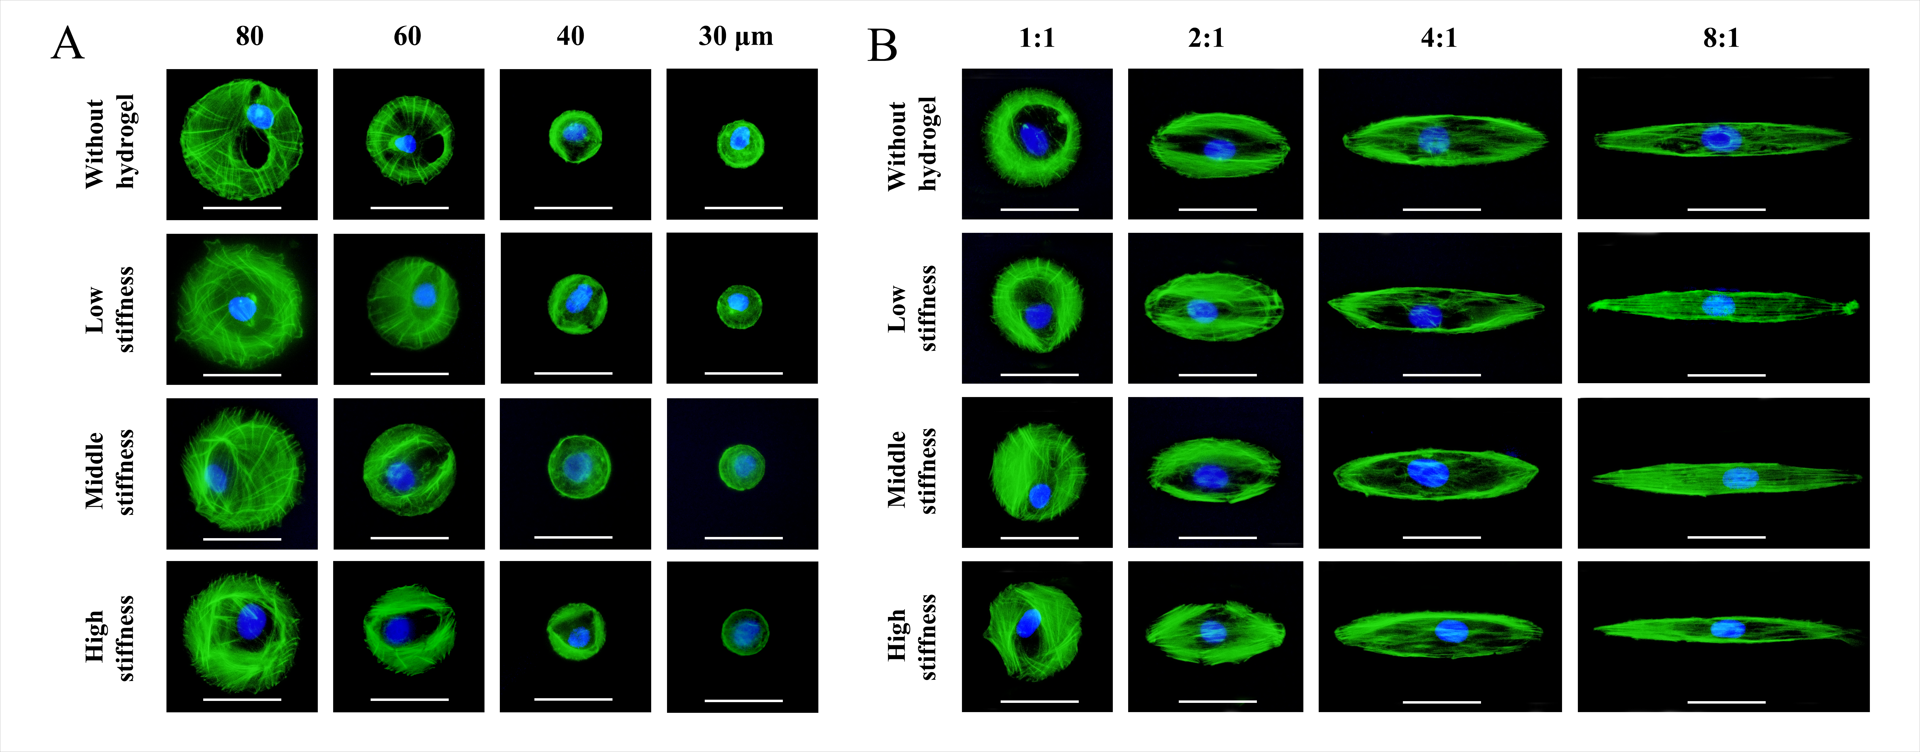 A
80 60 40 30 μm
Without
hydrogel
Low
stiffness
Middle
stiffness
High
stiffness
B
1:1 2:1 4:1 8:1
Without
hydrogel
Low
stiffness
Middle
stiffness
High
stiffness